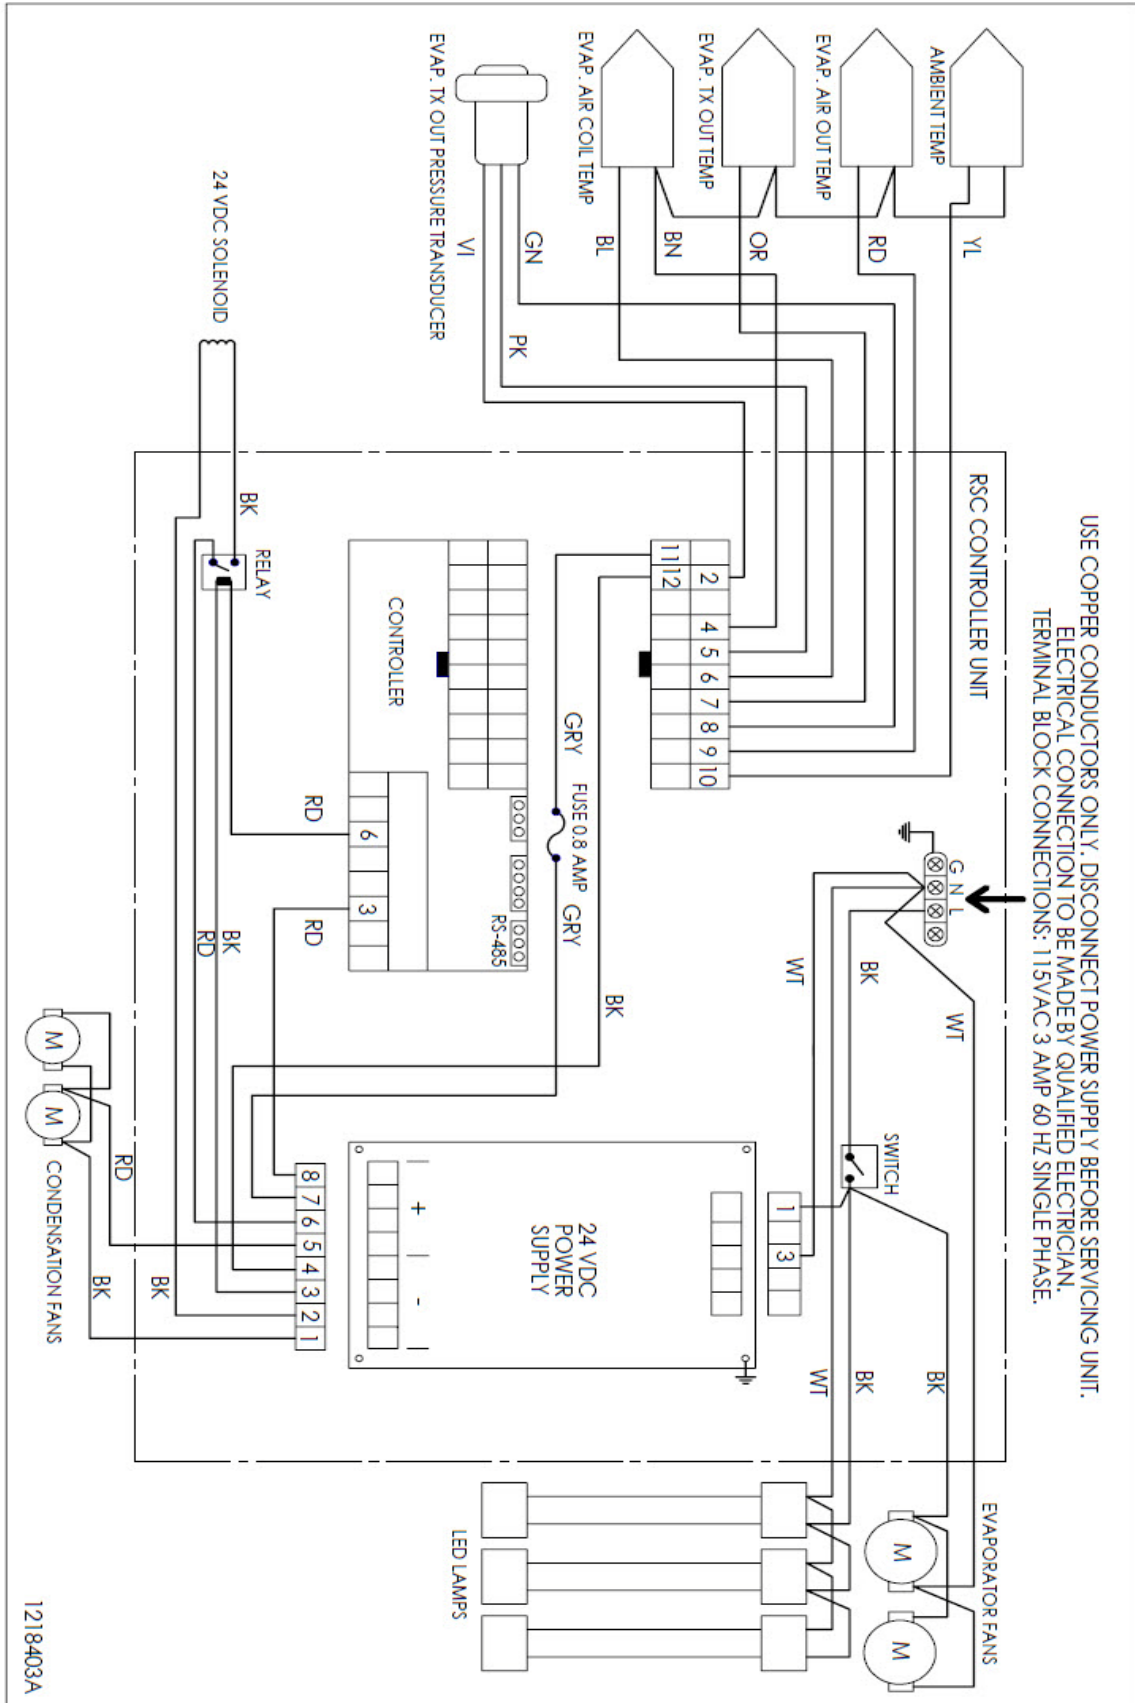 USE COPPER CONDUCTORS ONLY. DISCONNECT POWER SUPPLY BEFORE SERVICING UNIT.
ELECTRICAL CONNECTION TO BE MADE BY QUALIFIED ELECTRICIAN.
TERMINAL BLOCK CONNECTIONS: 115VAC 3 AMP 60 HZ SINGLE PHASE.
AMBIENT TEMP
YL
EVAP. AIR OUT TEMP
RD
EVAP. TX OUT TEMP
OR
EVAP. AIR COIL TEMP
BN
BL
EVAP. TX OUT PRESSURE TRANSDUCER
GN
PK
VI
24 VDC SOLENOID
RSC CONTROLLER UNIT
2 4 5 6 7 8 9 10
11 12
G N L
WT
BK
WT
SWITCH
BK
BK
WT
1 3
EVAPORATOR FANS
M M
LED LAMPS
GRY FUSE 0.8 AMP GRY
BK
RS-485
CONTROLLER
6 3
RD RD
BK
RELAY
BK
RD
24 VDC
POWER
SUPPLY
+ -
8 7 6 5 4 3 2 1
BK
RD
BK
M M
CONDENSATION FANS
1218403A